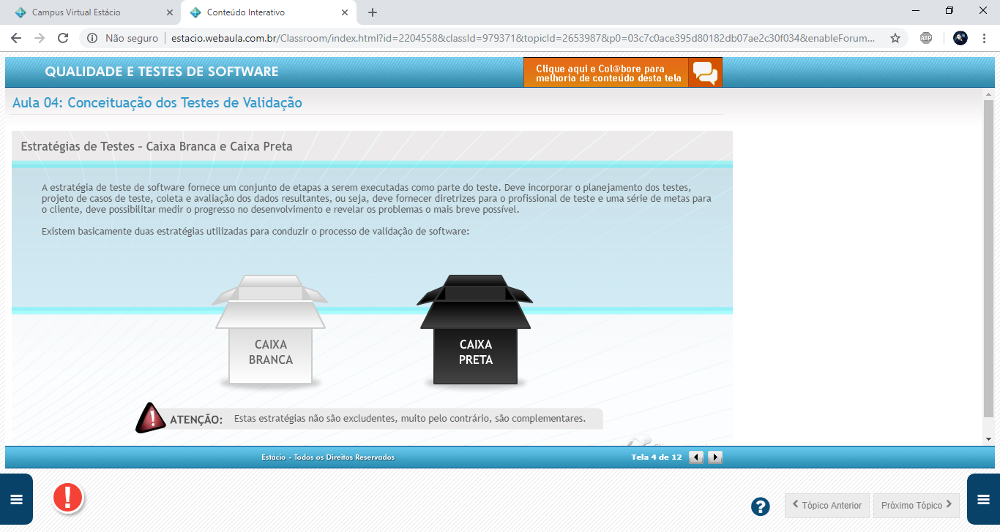 Campus Virtual Estácio
Conteúdo Interativo
Não seguro
estacio.webaula.com.br/Classroom/index.html?id=2204558&classId=979371&topicId=2653987&p0=03c7c0ace395d80182db07ae2c30f034&enableForum...
ABP
QUALIDADE E TESTES DE SOFTWARE
Clique aqui e Col@bore para
melhoria de conteúdo desta tela
Aula 04: Conceituação dos Testes de Validação
Estratégias de Testes – Caixa Branca e Caixa Preta
A estratégia de teste de software fornece um conjunto de etapas a serem executadas como parte do teste. Deve incorporar o planejamento dos testes,
projeto de casos de teste, coleta e avaliação dos dados resultantes, ou seja, deve fornecer diretrizes para o profissional de teste e uma série de metas para
o cliente, deve possibilitar medir o progresso no desenvolvimento e revelar os problemas o mais breve possível.
Existem basicamente duas estratégias utilizadas para conduzir o processo de validação de software:
CAIXA
BRANCA
CAIXA
PRETA
ATENÇÃO: Estas estratégias não são excludentes, muito pelo contrário, são complementares.
Estácio - Todos os Direitos Reservados
Tela 4 de 12
Tópico Anterior
Próximo Tópico